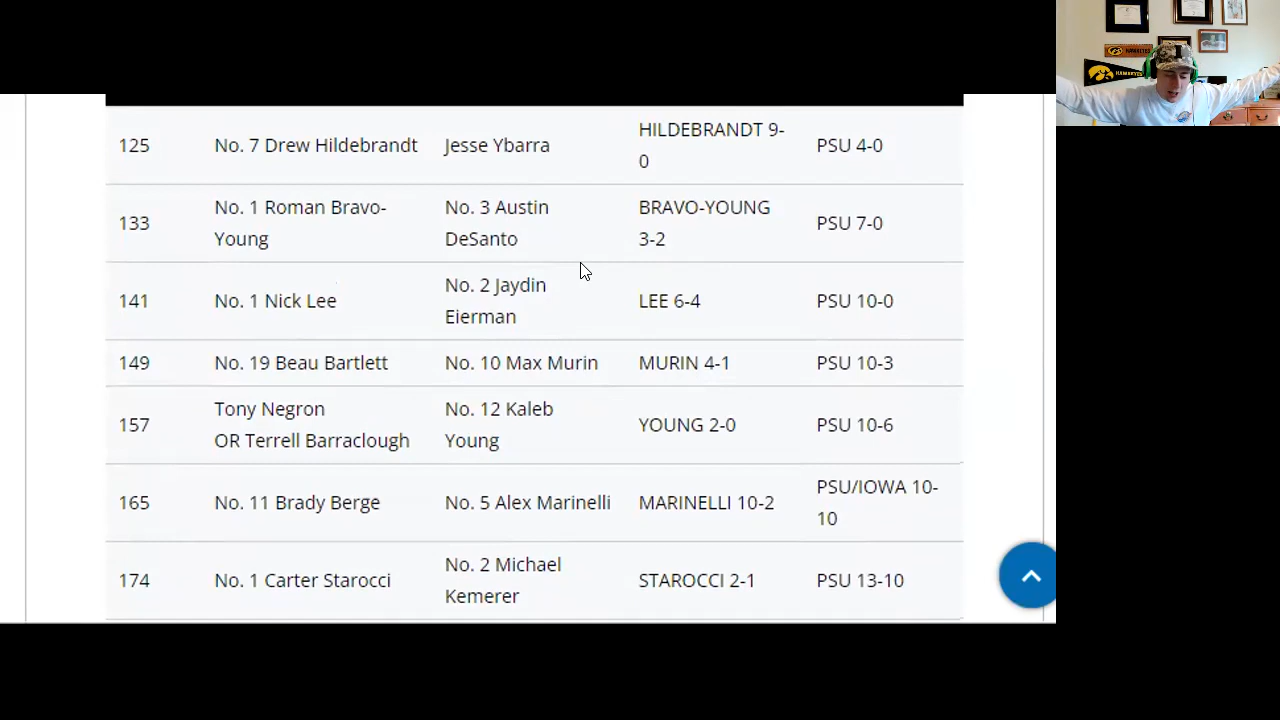 125 No. 7 Drew Hildebrandt Jesse Ybarra HILDEBRANDT 9-
0 PSU 4-0
133 No. 1 Roman Bravo-
Young No. 3 Austin
DeSanto BRAVO-YOUNG
3-2 PSU 7-0
141 No. 1 Nick Lee No. 2 Jaydin
Eierman LEE 6-4 PSU 10-0
149 No. 19 Beau Bartlett No. 10 Max Murin MURIN 4-1 PSU 10-3
157 Tony Negron
OR Terrell Barraclough No. 12 Kaleb
Young YOUNG 2-0 PSU 10-6
165 No. 11 Brady Berge No. 5 Alex Marinelli MARINELLI 10-2 PSU/IOWA 10-
10
174 No. 1 Carter Starocci No. 2 Michael
Kemerer STAROCCI 2-1 PSU 13-10